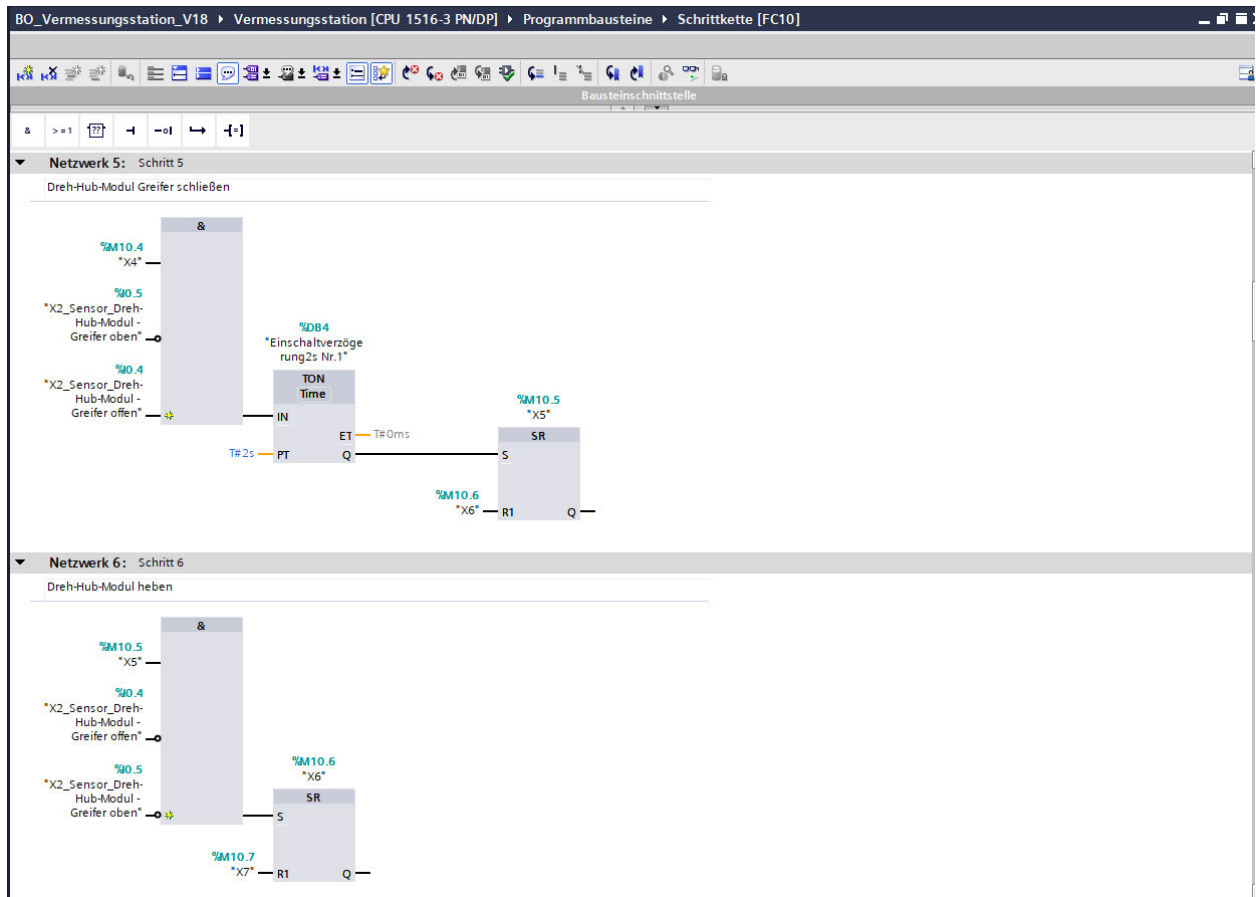 BO_Vermessungsstation_V18 ▸ Vermessungsstation [CPU 1516-3 PN/DP] ▸ Programmbausteine ▸ Schrittkette [FC10]
Bausteinschnittstelle
& >=1 ??
Netzwerk 5: Schritt 5
Dreh-Hub-Modul Greifer schließen
&
%M10.4
"X4"
%I0.5
"X2_Sensor_Dreh-
Hub-Modul -
Greifer oben"
%I0.4
"X2_Sensor_Dreh-
Hub-Modul -
Greifer offen"
%DB4
"Einschaltverzöge
rung2s Nr.1"
TON
Time
IN
ET T#0ms
T#2s PT Q
%M10.5
"X5"
SR
S
%M10.6
"X6" R1 Q
Netzwerk 6: Schritt 6
Dreh-Hub-Modul heben
&
%M10.5
"X5"
%I0.4
"X2_Sensor_Dreh-
Hub-Modul -
Greifer offen"
%I0.5
"X2_Sensor_Dreh-
Hub-Modul -
Greifer oben"
%M10.6
"X6"
SR
S
%M10.7
"X7" R1 Q